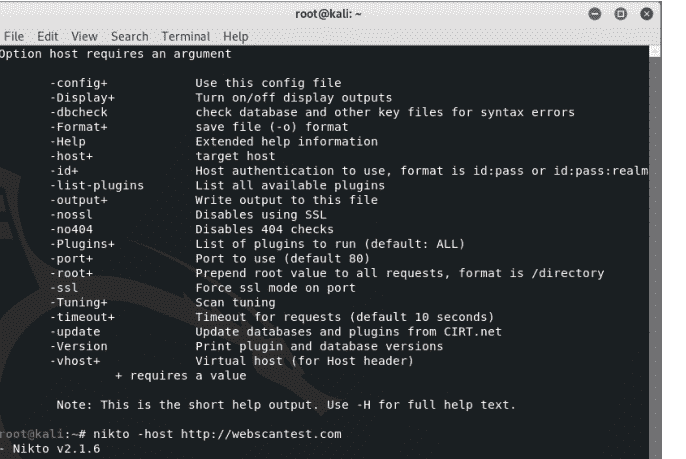 root@kali: ~
File Edit View Search Terminal Help
Option host requires an argument
-config+ Use this config file
-Display+ Turn on/off display outputs
-dbcheck check database and other key files for syntax errors
-Format+ save file (-o) format
-Help Extended help information
-host+ target host
-id+ Host authentication to use, format is id:pass or id:pass:realm
-list-plugins List all available plugins
-output+ Write output to this file
-nossl Disables using SSL
-no404 Disables 404 checks
-Plugins+ List of plugins to run (default: ALL)
-port+ Port to use (default 80)
-root+ Prepend root value to all requests, format is /directory
-ssl Force ssl mode on port
-Tuning+ Scan tuning
-timeout+ Timeout for requests (default 10 seconds)
-update Update databases and plugins from CIRT.net
-Version Print plugin and database versions
-vhost+ Virtual host (for Host header)
+ requires a value
Note: This is the short help output. Use -H for full help text.
root@kali:~# nikto -host http://webscantest.com
- Nikto v2.1.6